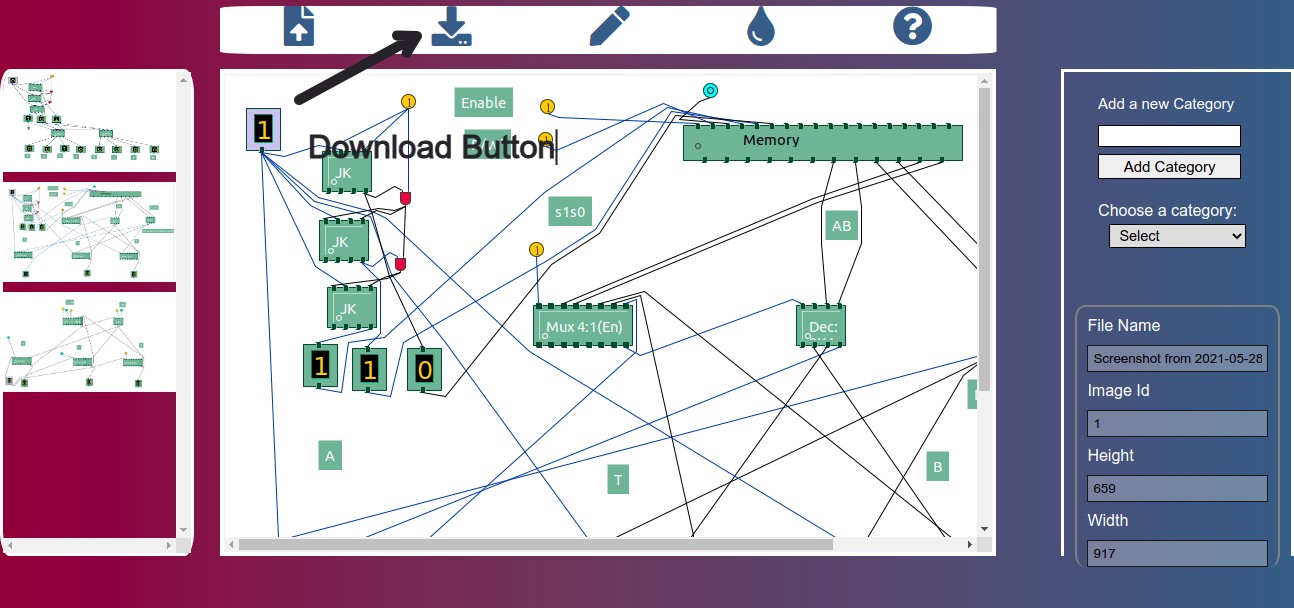 Enable
1
Download Button
Memory
JK
s1s0
JK
AB
JK
Mux 4:1(En)
Dec:
1
1
0
A
T
B
Add a new Category
Add Category
Choose a category:
Select
File Name
Screenshot from 2021-05-28
Image Id
1
Height
659
Width
917